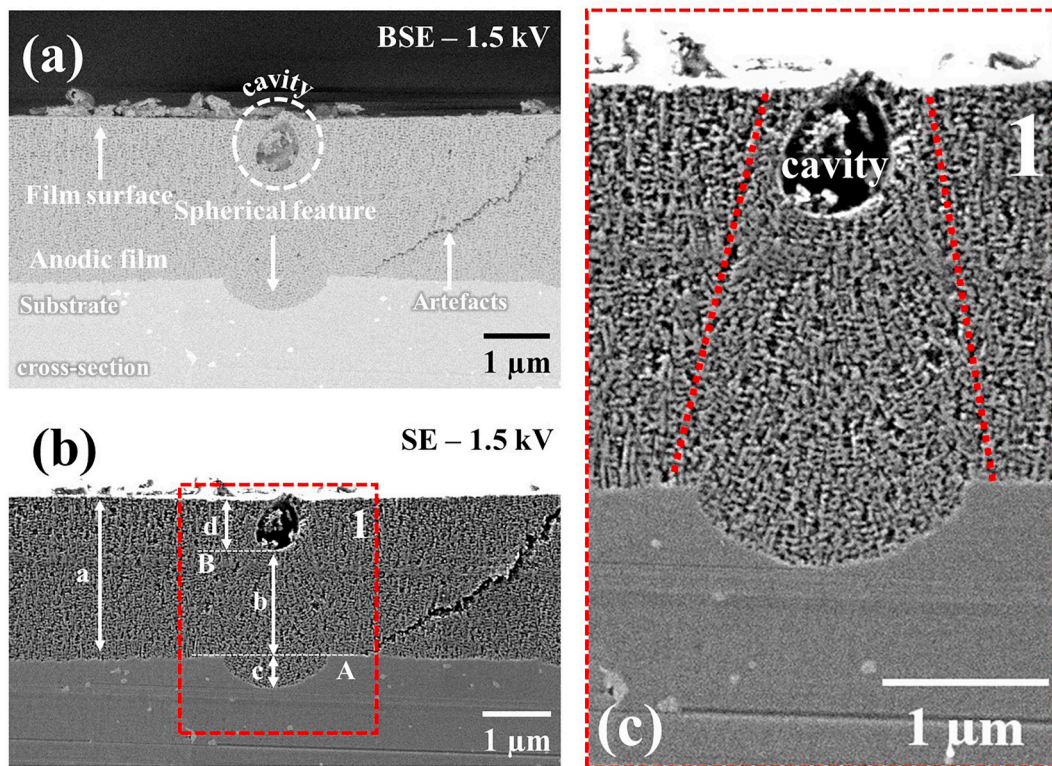 (a)
BSE – 1.5 kV
cavity
Film surface
Spherical feature
Anodic film
Substrate
Artefacts
cross-section
1 µm
(b)
SE – 1.5 kV
d
1
B
a
b
c
A
1 µm
1
cavity
(c)
1 µm